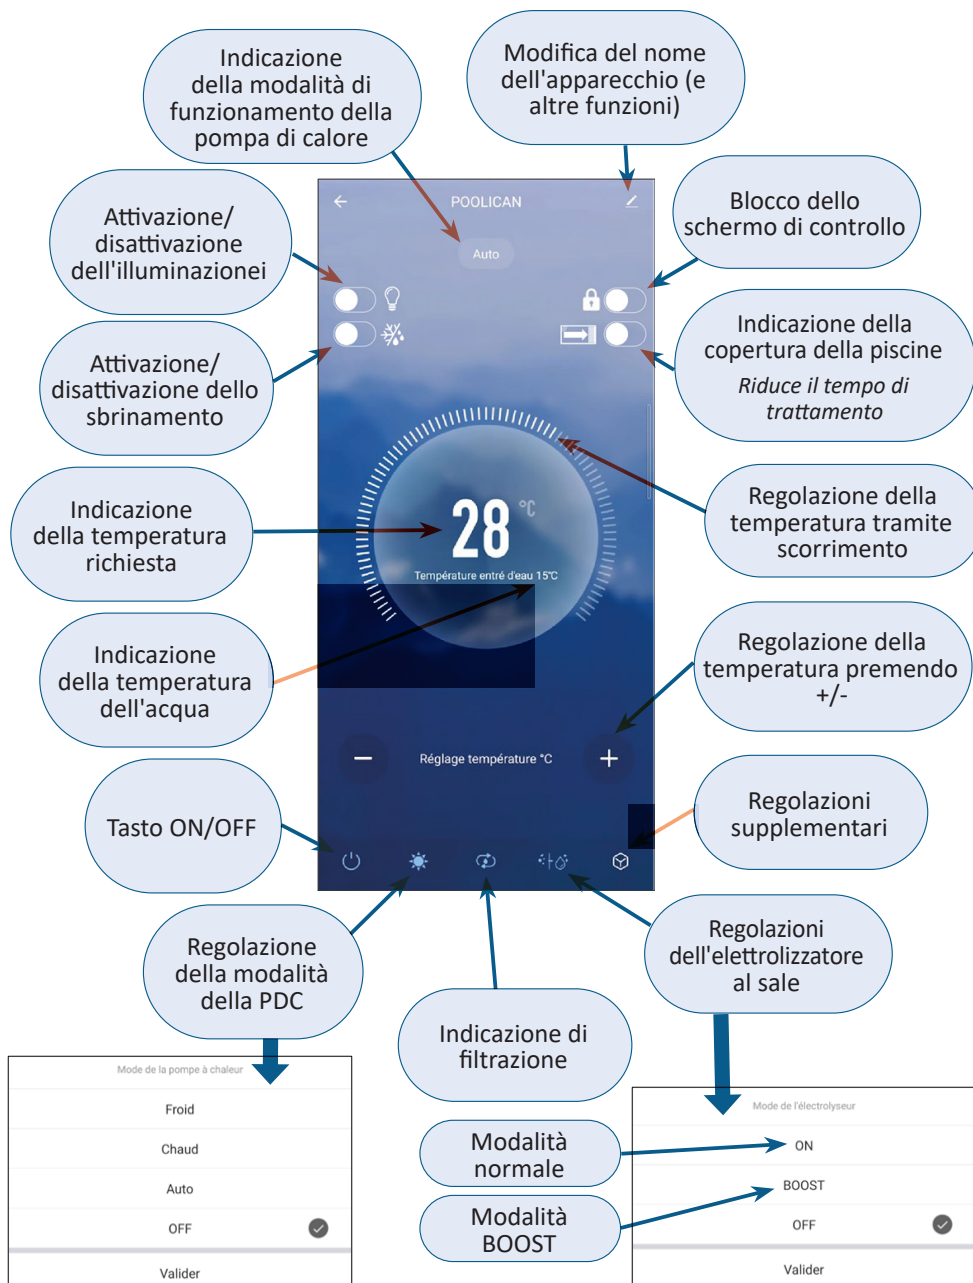 Indicazione
della modalità di
funzionamento della
pompa di calore
Modifica del nome
dell'apparecchio (e
altre funzioni)
Attivazione/
disattivazione
dell'illuminazionei
POOLICAN
Auto
Blocco dello
schermo di controllo
Attivazione/
disattivazione dello
sbrinamento
Indicazione della
copertura della piscine
Riduce il tempo di
trattamento
Indicazione
della temperatura
richiesta
28 °C
Température entré d'eau 15°C
Regolazione della
temperatura tramite
scorrimento
Indicazione
della temperatura
dell'acqua
Regolazione della
temperatura premendo
+/-
Réglage température °C
Tasto ON/OFF
Regolazioni
supplementari
Regolazione
della modalità
della PDC
Indicazione di
filtrazione
Regolazioni
dell'elettrolizzatore
al sale
Mode de la pompe à chaleur
Froid
Chaud
Auto
OFF
Valider
Modalità
normale
Modalità
BOOST
Mode de l'électrolyseur
ON
BOOST
OFF
Valider